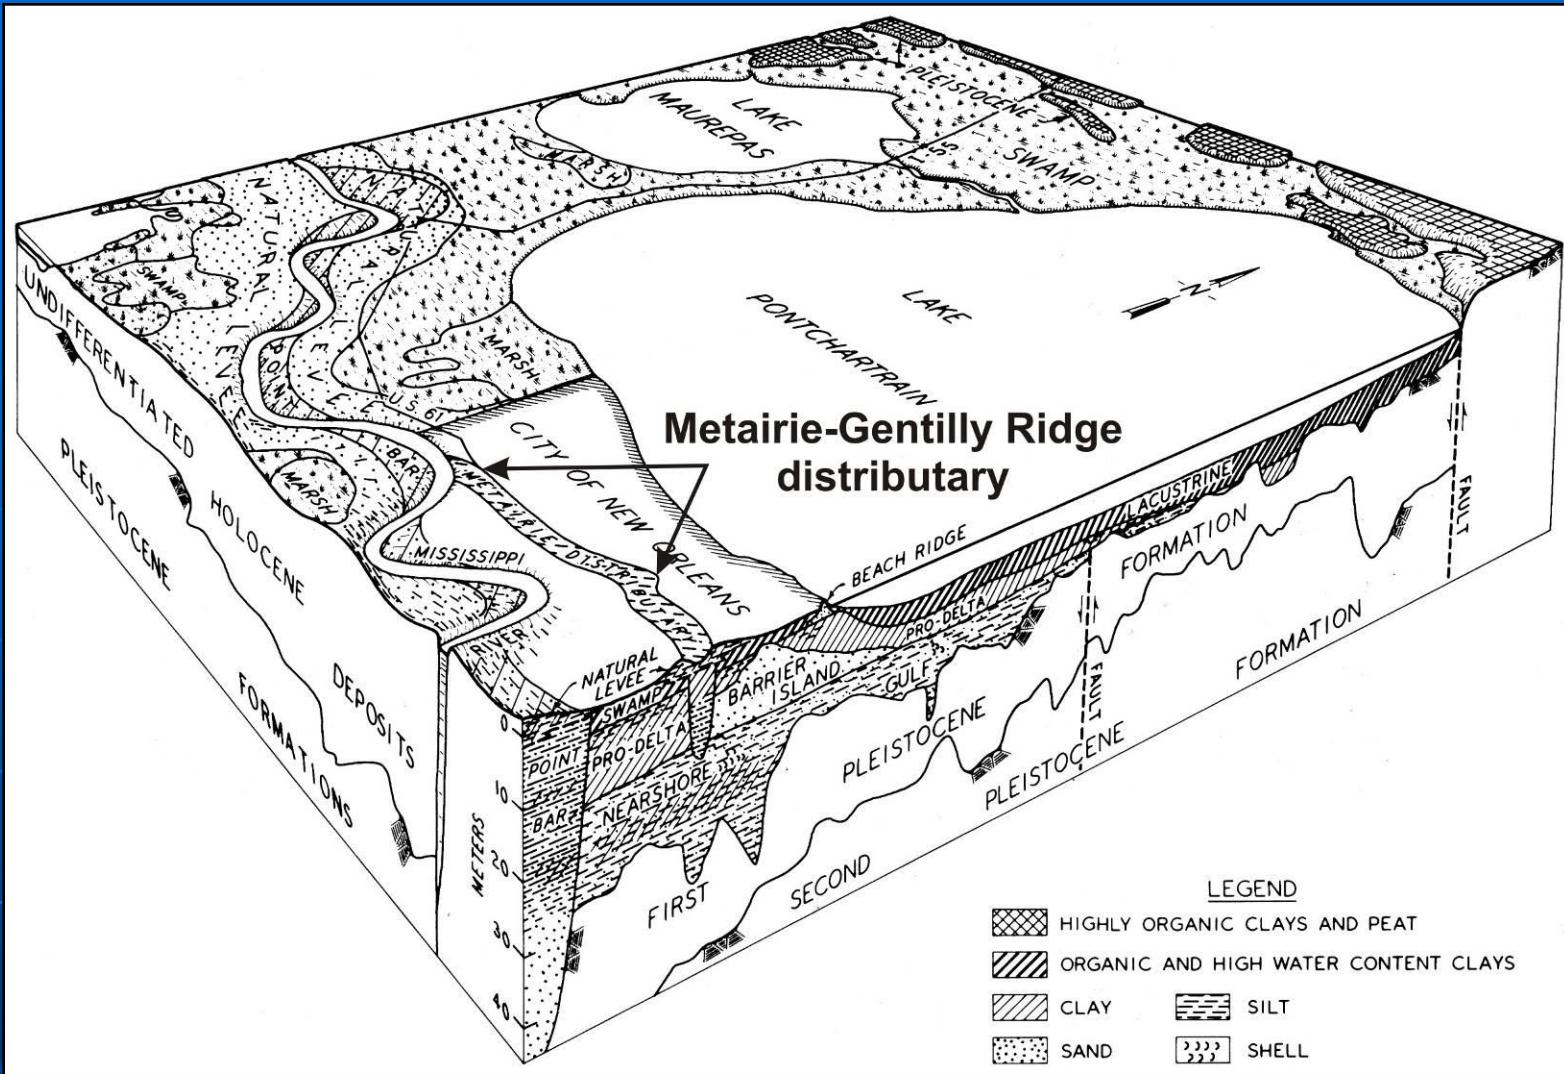 PLEISTOCENE
LAKE
MAUREPAS
MARSH
I-55
SWAMP
NATURAL LEVEE
NATURAL LEVEE
SWAMP
LAKE
PONTCHARTRAIN
N
UNDIFFERENTIATED
HOLOCENE
DEPOSITS
PLEISTOCENE
FORMATIONS
POINT
BAR
U.S. 61
MARSH
MARSH
CITY OF NEW ORLEANS
Metairie-Gentilly Ridge
distributary
METAIRIE DISTRIBUTARY
MISSISSIPPI
RIVER
BEACH RIDGE
LACUSTRINE
FAULT
FORMATION
PRO-DELTA
NATURAL
LEVEE
SWAMP
BARRIER
ISLAND
GULF
POINT
BAR
PRO-DELTA
NEARSHORE
FAULT
FORMATION
PLEISTOCENE
PLEISTOCENE
FIRST
SECOND
METERS
0
10
20
30
40
LEGEND
HIGHLY ORGANIC CLAYS AND PEAT
ORGANIC AND HIGH WATER CONTENT CLAYS
CLAY SILT
SAND SHELL